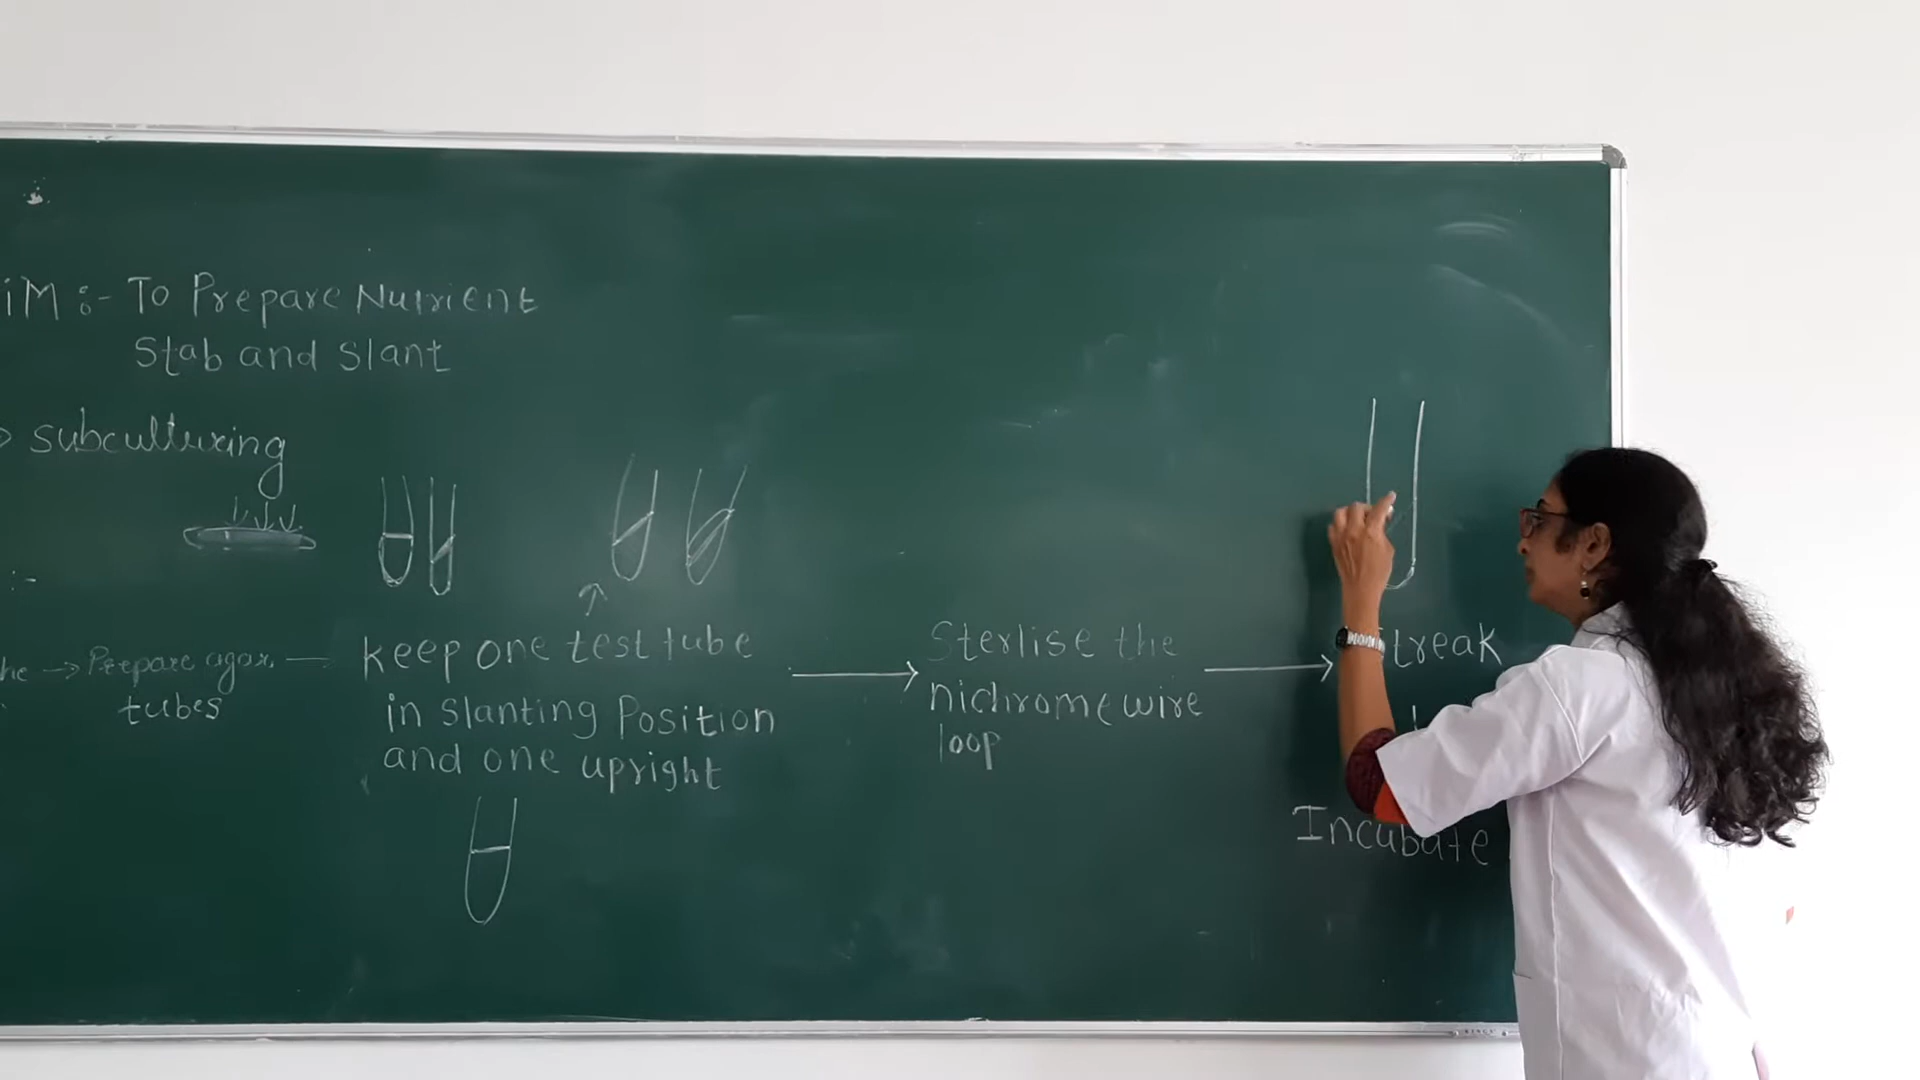 iM :- To Prepare Nutrient
Stab and Slant
subculturing
:-
he → Prepare agar
tubes
keep one test tube
in slanting Position
and one upright
Sterlise the
nichrome wire
loop
treak
Incubate